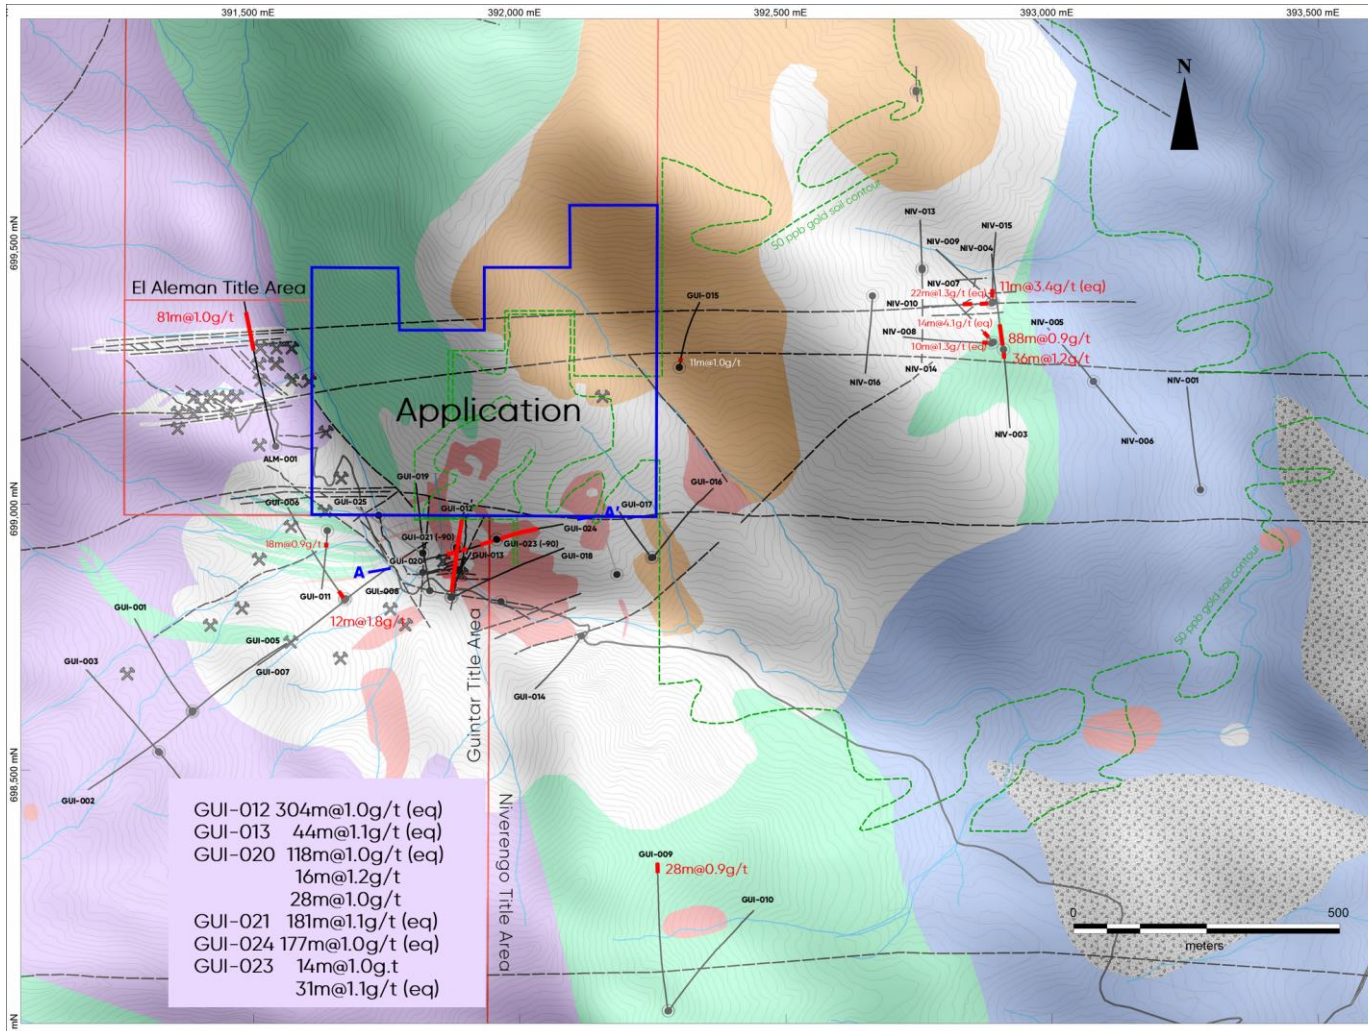 391,500 mE
392,000 mE
392,500 mE
393,000 mE
393,500 mE
N
699,500 mN
699,000 mN
698,500 mN
mN
50 ppb gold soil contour
NIV-013
NIV-015
NIV-009
NIV-004
NIV-007
22m@1.3g/t (eq)
11m@3.4g/t (eq)
NIV-010
14m@4.1g/t (eq)
NIV-005
NIV-008
10m@1.3g/t (eq)
88m@0.9g/t
36m@1.2g/t
NIV-014
NIV-016
NIV-001
NIV-003
NIV-006
El Aleman Title Area
81m@1.0g/t
GUI-015
11m@1.0g/t
Application
ALM-001
GUI-019
GUI-016
GUI-006
GUI-025
GUI-012
GUI-017
A'
GUI-024
GUI-021 (-90)
GUI-023 (-90)
18m@0.9g/t
GUI-013
GUI-018
GUI-020
A
GUI-008
GUI-011
GUI-001
12m@1.8g/t
GUI-005
GUI-003
GUI-007
GUI-014
GUI-002
Guintar Title Area
Niverengo Title Area
50 ppb gold soil contour
GUI-012 304m@1.0g/t (eq)
GUI-013 44m@1.1g/t (eq)
GUI-020 118m@1.0g/t (eq)
16m@1.2g/t
28m@1.0g/t
GUI-021 181m@1.1g/t (eq)
GUI-024 177m@1.0g/t (eq)
GUI-023 14m@1.0g.t
31m@1.1g/t (eq)
GUI-009
28m@0.9g/t
GUI-010
0
500
meters